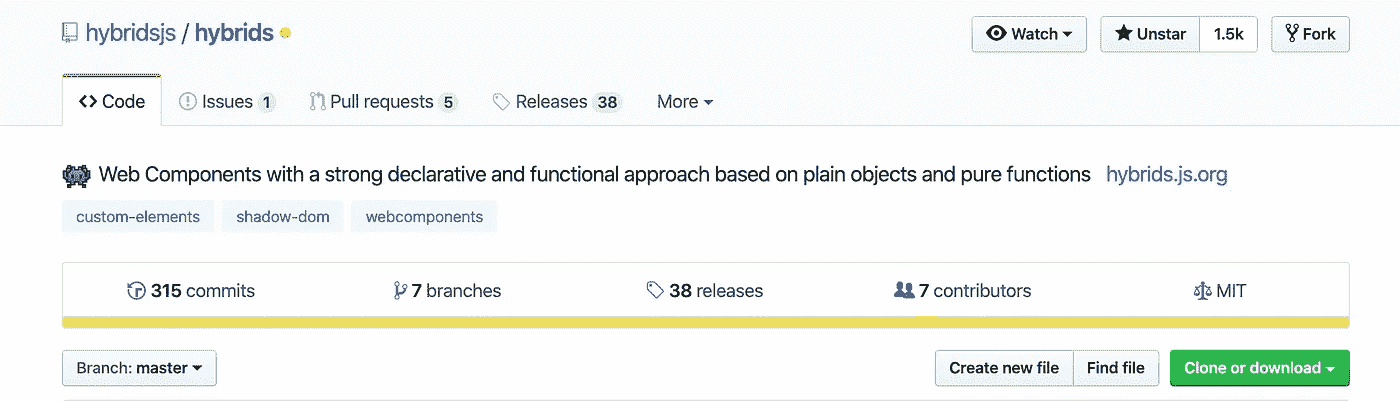 hybridsjs / hybrids Watch Unstar 1.5k Fork
Code Issues 1 Pull requests 5 Releases 38 More
Web Components with a strong declarative and functional approach based on plain objects and pure functions hybrids.js.org
custom-elements shadow-dom webcomponents
315 commits 7 branches 38 releases 7 contributors MIT
Branch: master Create new file Find file Clone or download